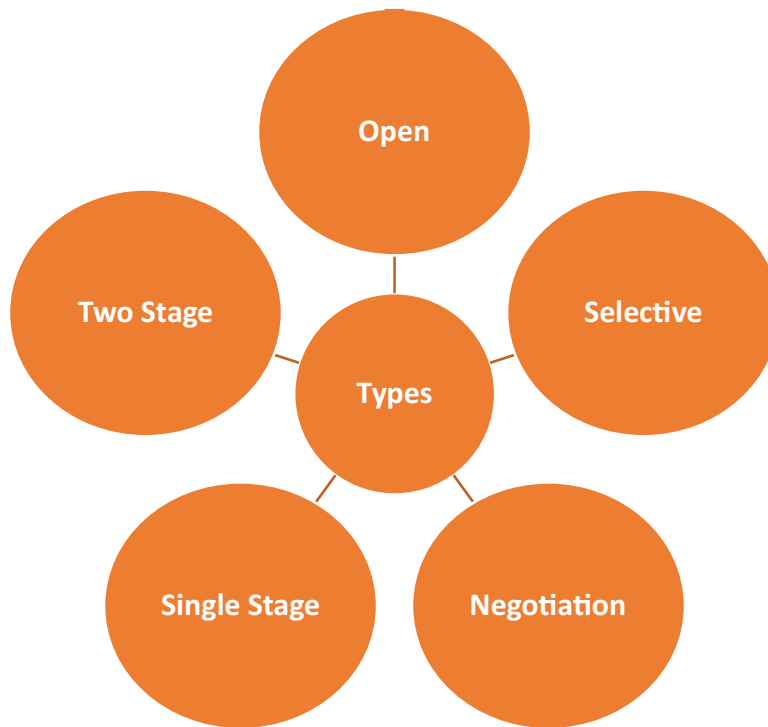 Open
Two Stage
Selective
Types
Single Stage
Negotiation